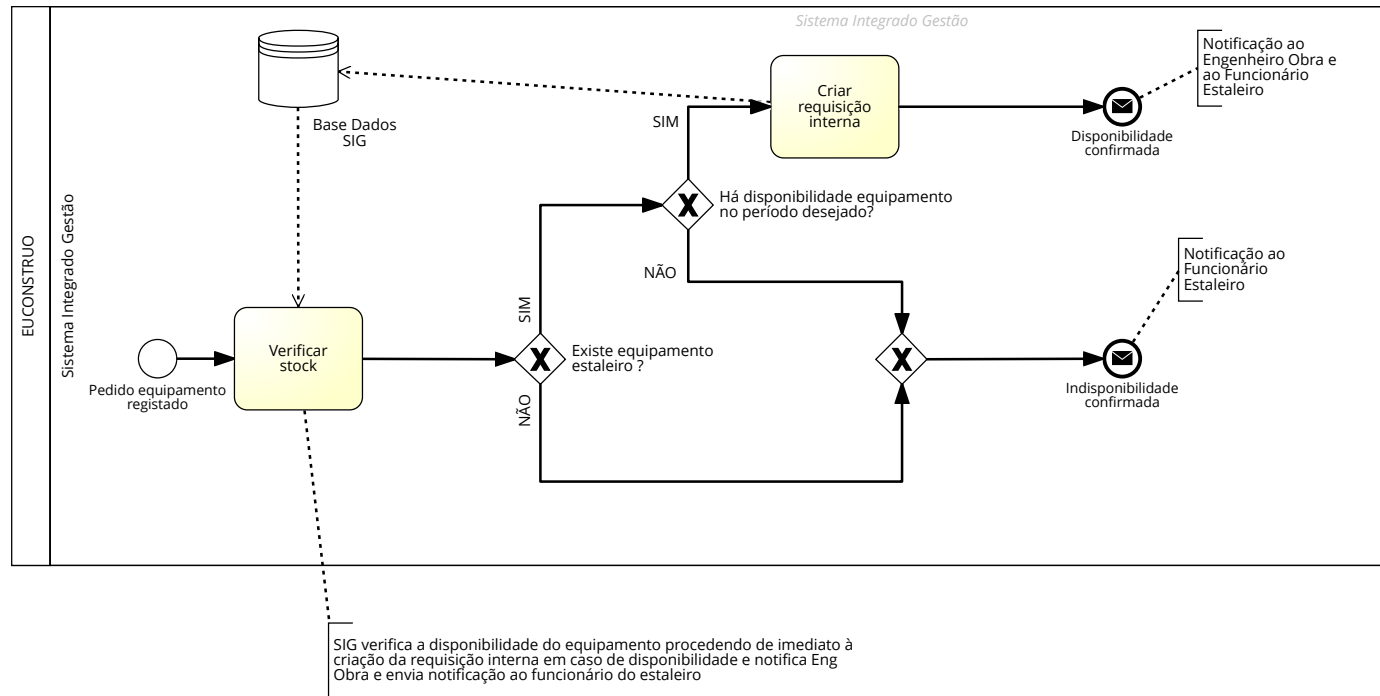 Sistema Integrado Gestão
Notificação ao
Engenheiro Obra e
ao Funcionário
Estaleiro
Criar
requisição
interna
Base Dados
SIG
SIM
Disponibilidade
confirmada
Há disponibilidade equipamento
no período desejado?
EUCONSTRUO
Sistema Integrado Gestão
NÃO
Notificação ao
Funcionário
Estaleiro
SIM
Verificar
stock
Existe equipamento
estaleiro ?
Pedido equipamento
registado
NÃO
Indisponibilidade
confirmada
SIG verifica a disponibilidade do equipamento procedendo de imediato à
criação da requisição interna em caso de disponibilidade e notifica Eng
Obra e envia notificação ao funcionário do estaleiro